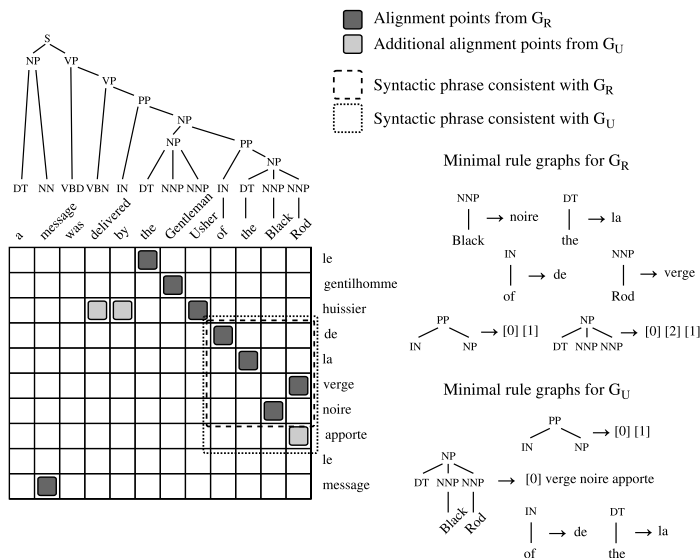 Alignment points from G_R
Additional alignment points from G_U
Syntactic phrase consistent with G_R
Syntactic phrase consistent with G_U
S
NP VP
VP
PP
NP
NP PP
NP
DT NN VBD VBN IN DT NNP NNP IN DT NNP NNP
a message was delivered by the Gentleman Usher of the Black Rod
le
gentilhomme
huissier
de
la
verge
noire
apporte
le
message
Minimal rule graphs for G_R
NNP DT
→ noire → la
Black the
IN NNP
→ de → verge
of Rod
PP NP
→ [0] [1] → [0] [2] [1]
IN NP DT NNP NNP
Minimal rule graphs for G_U
PP
→ [0] [1]
IN NP
NP
DT NNP NNP → [0] verge noire apporte
Black Rod
IN DT
→ de → la
of the